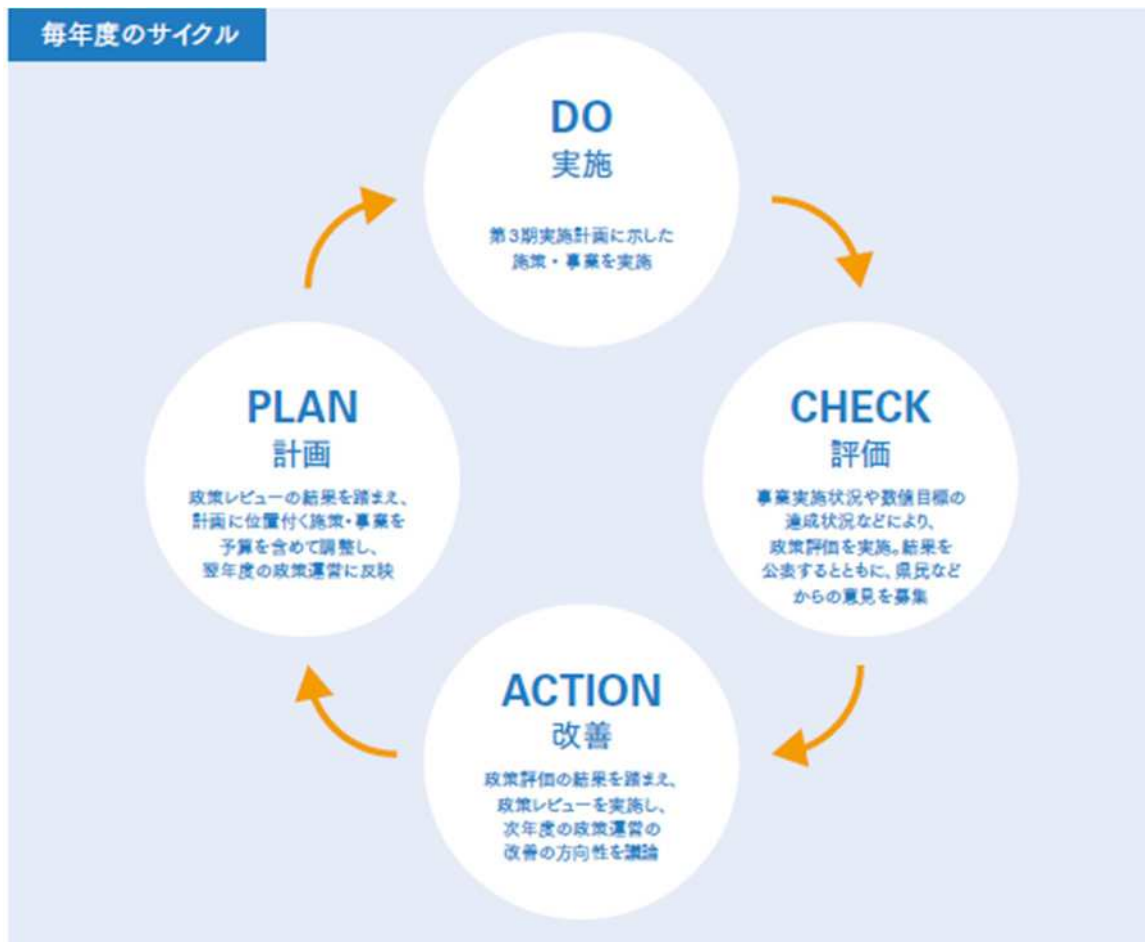 毎年度のサイクル
DO
実施
第3期実施計画に示した
施策・事業を実施
PLAN
計画
政策レビューの結果を踏まえ、
計画に位置付く施策・事業を
予算を含めて調整し、
翌年度の政策運営に反映
CHECK
評価
事業実施状況や数値目標の
達成状況などにより、
政策評価を実施。結果を
公表するとともに、県民など
からの意見を募集
ACTION
改善
政策評価の結果を踏まえ、
政策レビューを実施し、
次年度の政策運営の
改善の方向性を議論